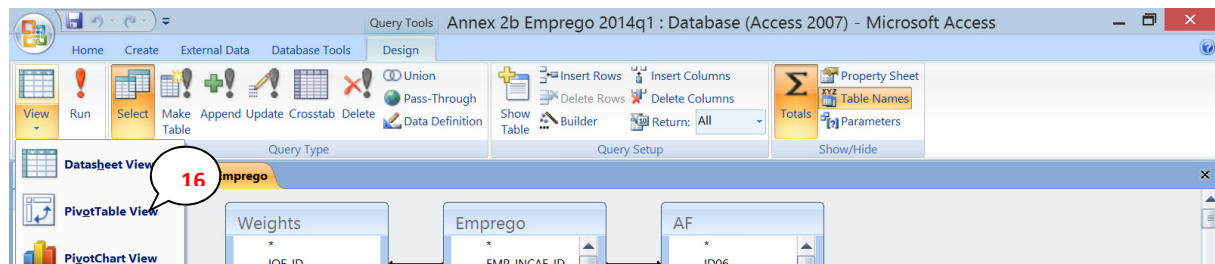 Query Tools Annex 2b Emprego 2014q1 : Database (Access 2007) - Microsoft Access
Home Create External Data Database Tools Design
View Run Select Make Table Append Update Crosstab Delete
Union
Pass-Through
Data Definition
Query Type
Show Table
Insert Rows
Delete Rows
Builder
Insert Columns
Delete Columns
Return: All
Query Setup
Totals
Property Sheet
Table Names
Parameters
Show/Hide
Datasheet View
PivotTable View
PivotChart View
16
Weights
*
Emprego
*
AF
*
ID06